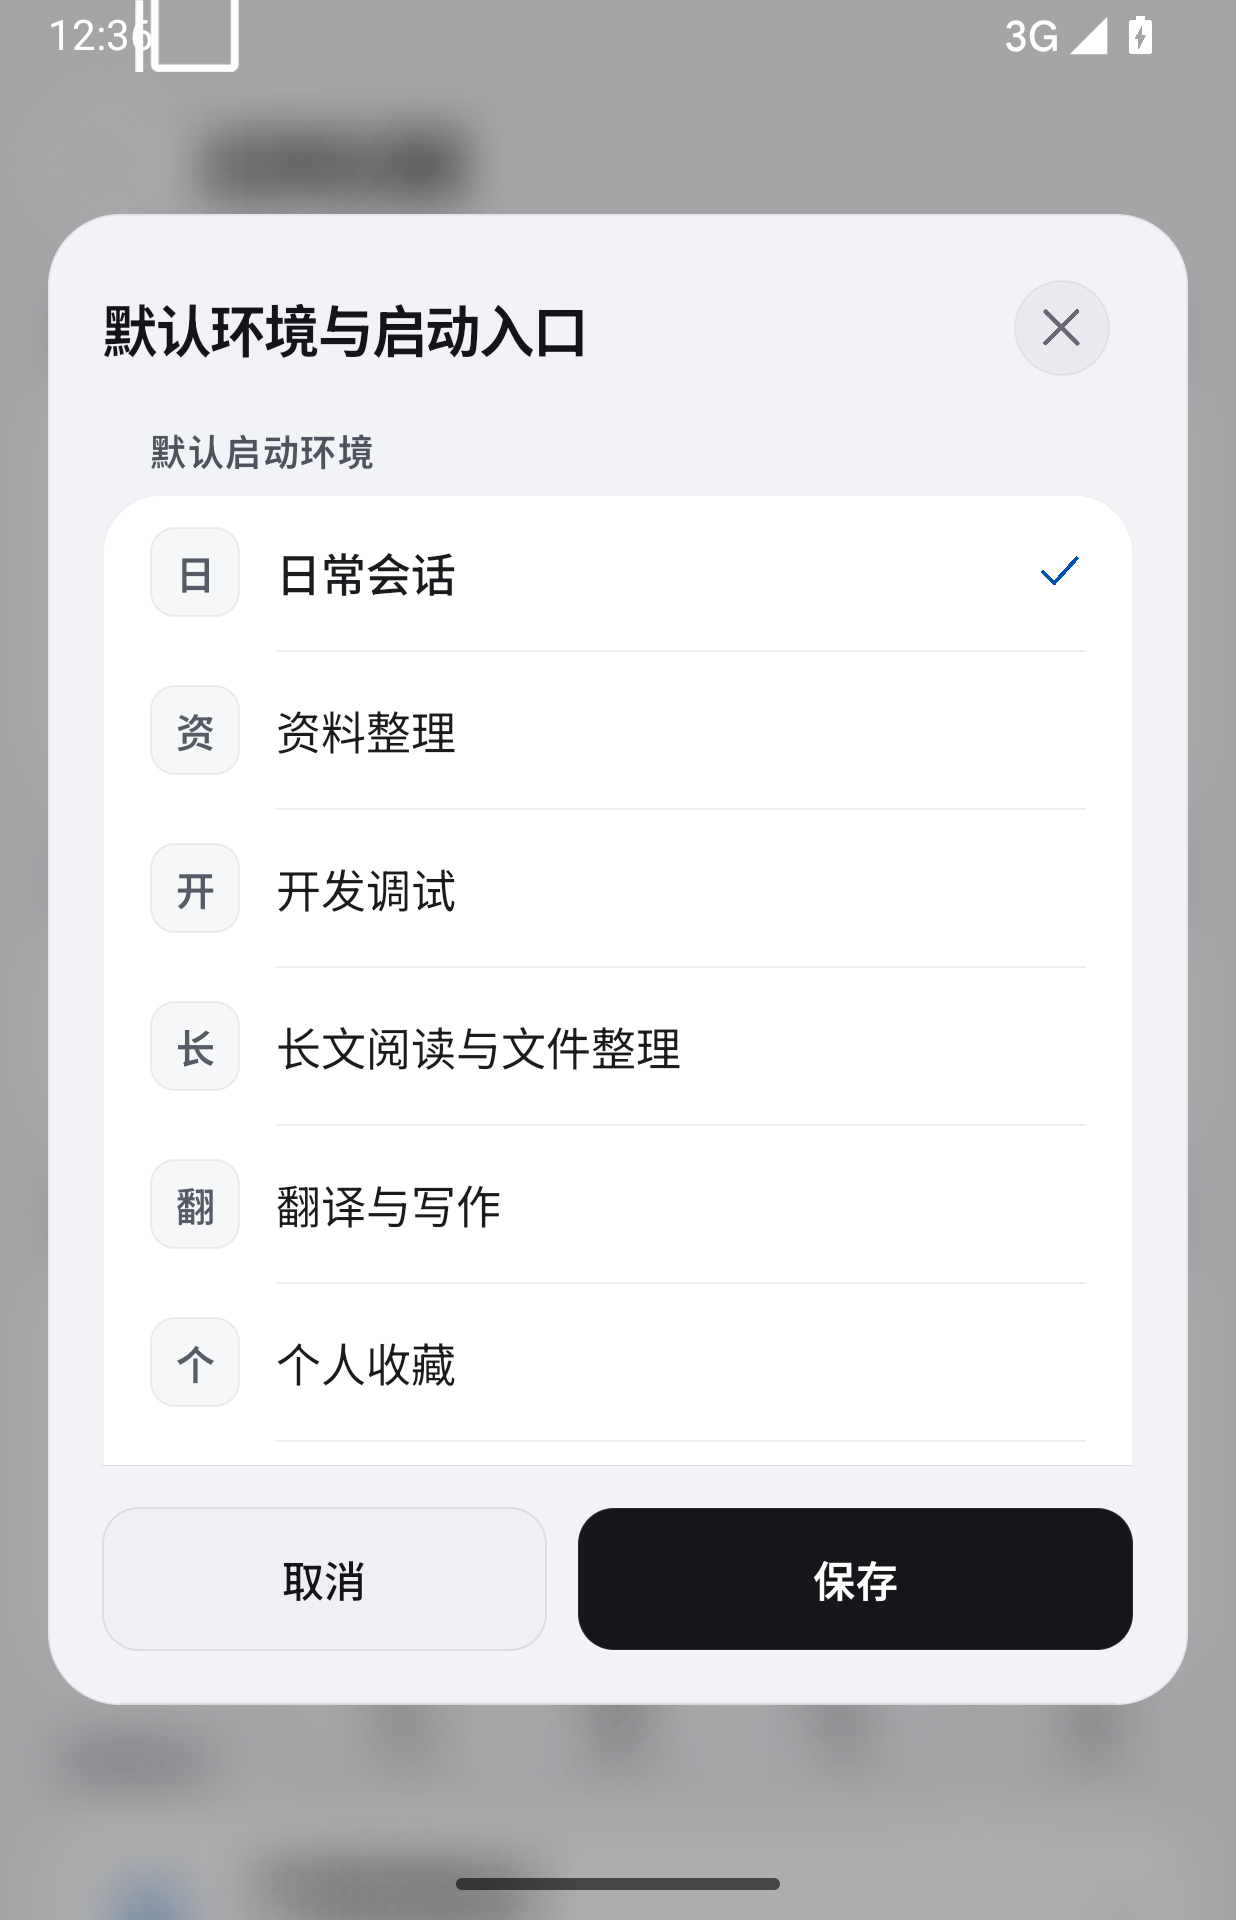 12:36
3G
默认环境与启动入口
默认启动环境
日 日常会话
资 资料整理
开 开发调试
长 长文阅读与文件整理
翻 翻译与写作
个 个人收藏
取消
保存